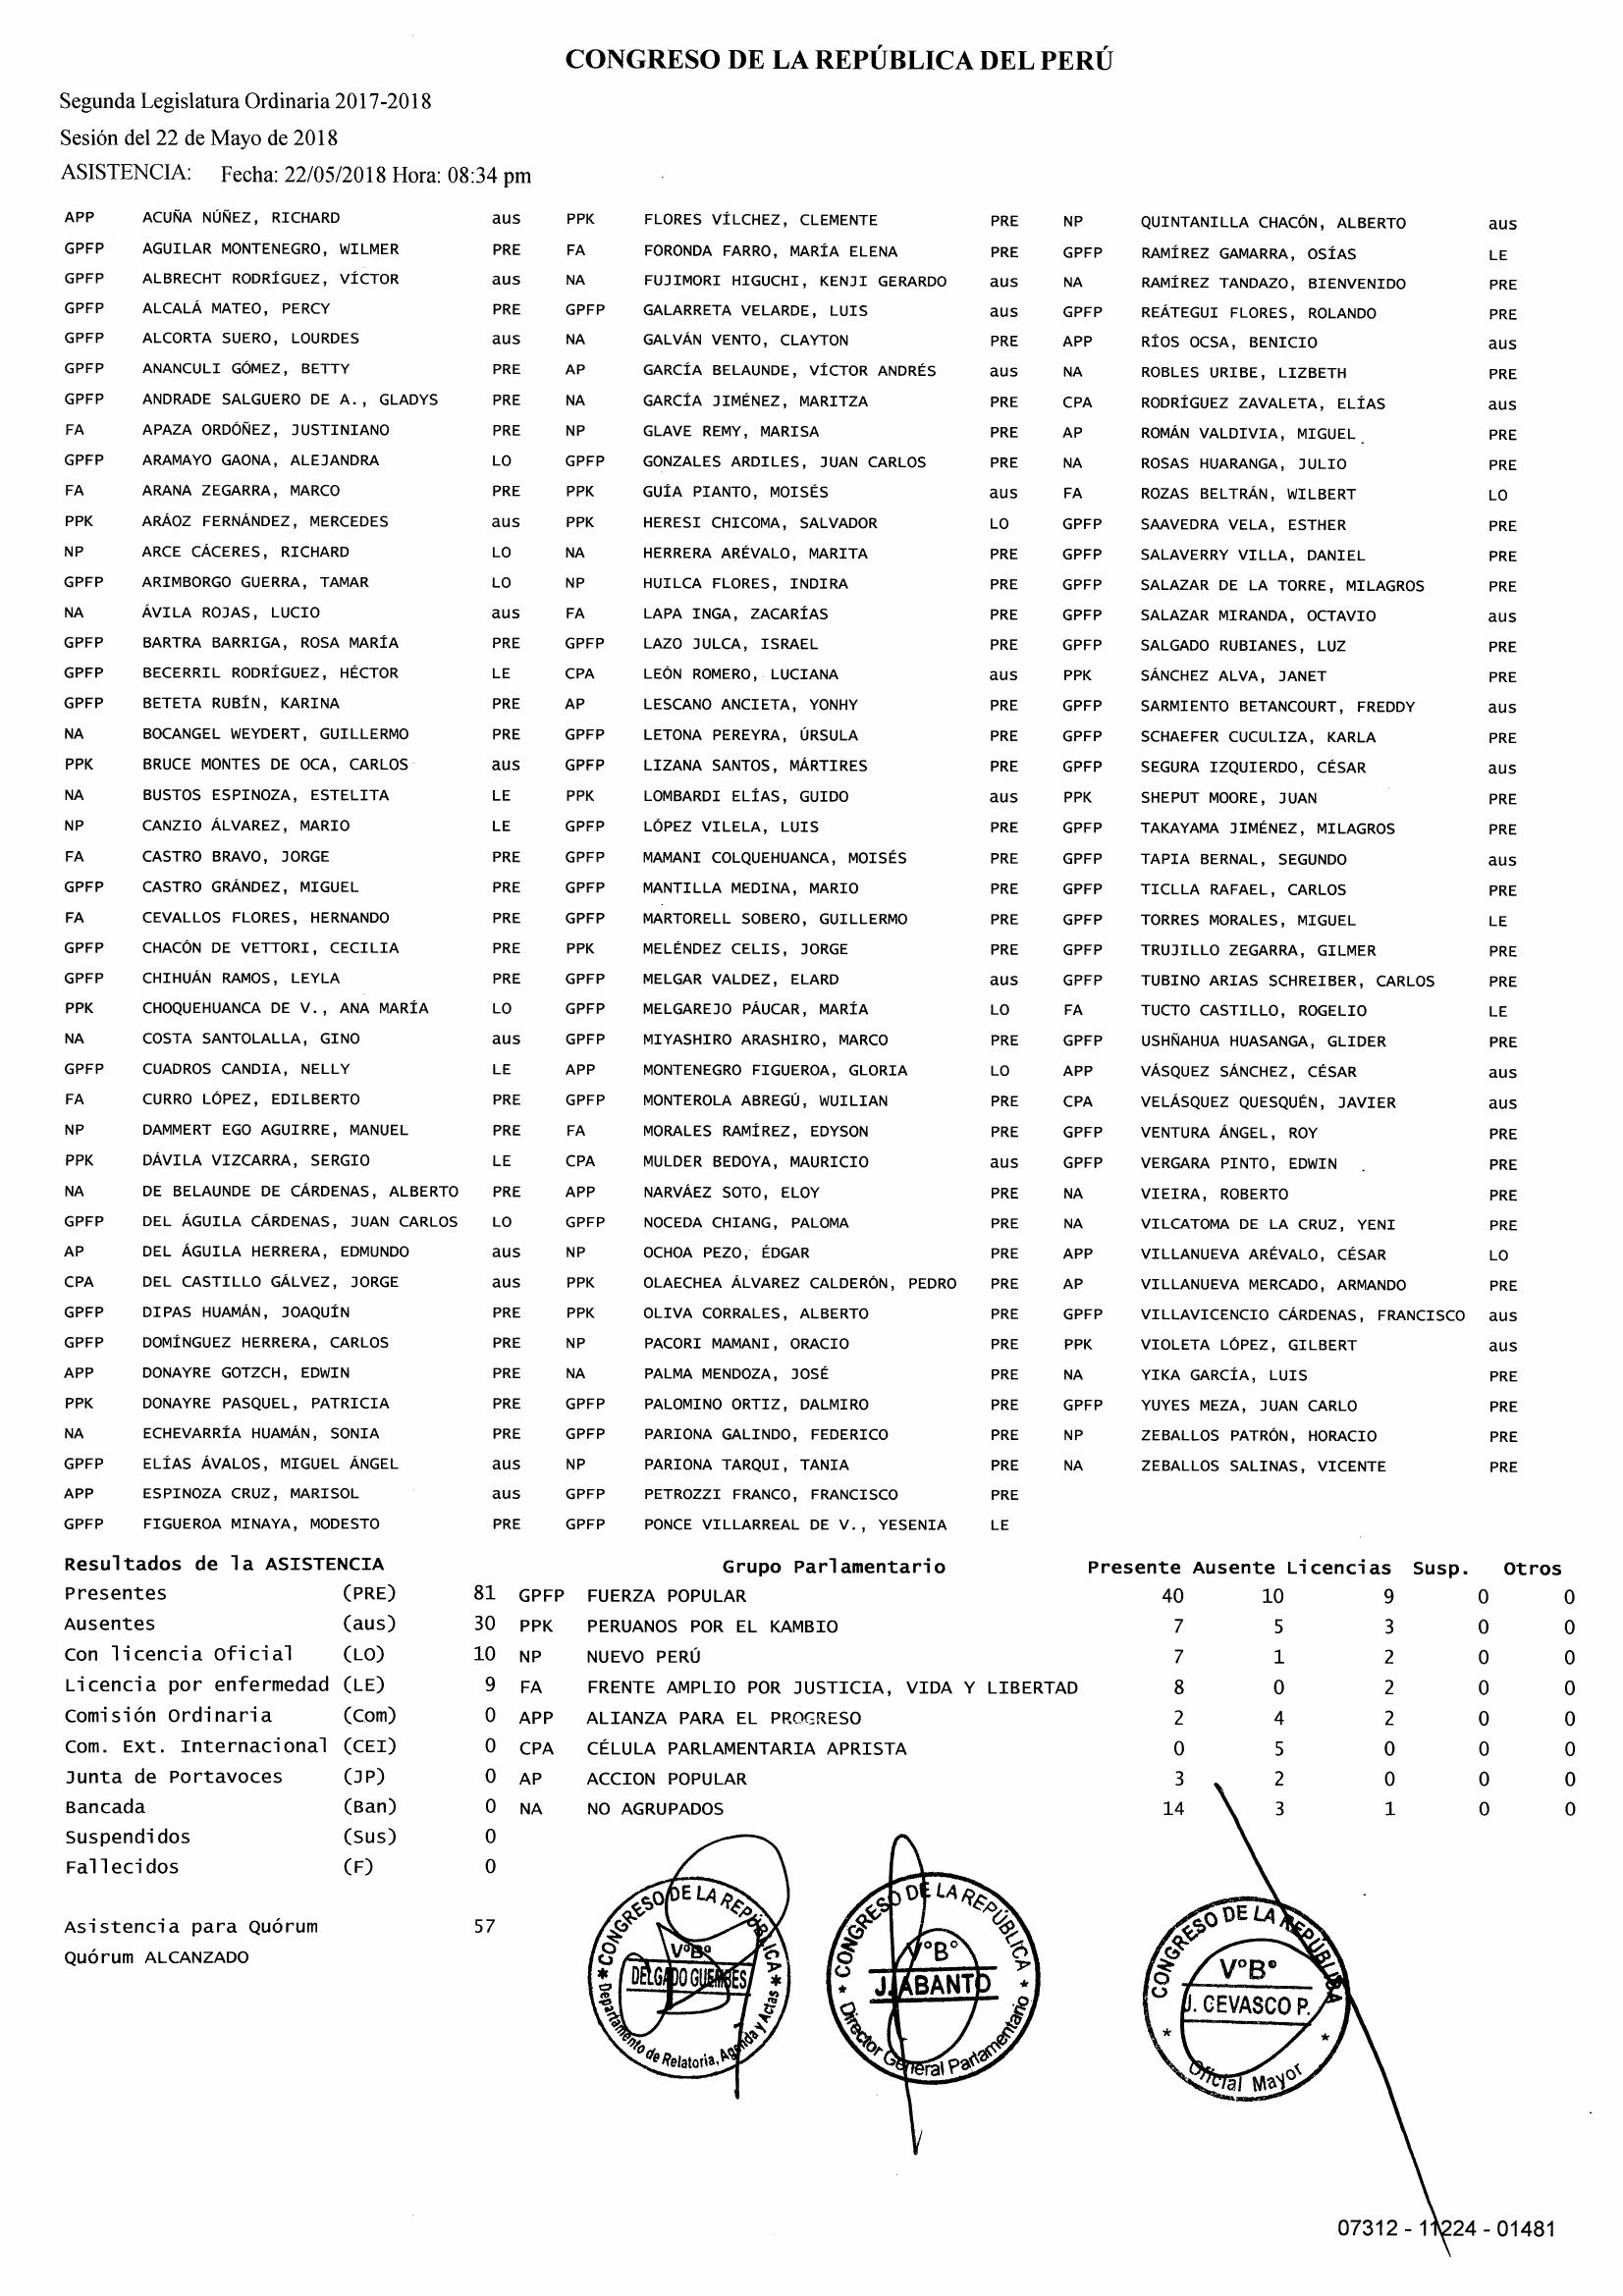 CONGRESO DE LA REPÚBLICA DEL PERÚ
Segunda Legislatura Ordinaria 2017-2018
Sesión del 22 de Mayo de 2018
ASISTENCIA: Fecha: 22/05/2018 Hora: 08:34 pm
APP ACUÑA NÚÑEZ, RICHARD aus PPK FLORES VÍLCHEZ, CLEMENTE PRE NP QUINTANILLA CHACÓN, ALBERTO aus
GPFP AGUILAR MONTENEGRO, WILMER PRE FA FORONDA FARRO, MARÍA ELENA PRE GPFP RAMÍREZ GAMARRA, OSÍAS LE
GPFP ALBRECHT RODRÍGUEZ, VÍCTOR aus NA FUJIMORI HIGUCHI, KENJI GERARDO aus NA RAMÍREZ TANDAZO, BIENVENIDO PRE
GPFP ALCALÁ MATEO, PERCY PRE GPFP GALARRETA VELARDE, LUIS aus GPFP REÁTEGUI FLORES, ROLANDO PRE
GPFP ALCORTA SUERO, LOURDES aus NA GALVÁN VENTO, CLAYTON PRE APP RÍOS OCSA, BENICIO aus
GPFP ANANCULI GÓMEZ, BETTY PRE AP GARCÍA BELAUNDE, VÍCTOR ANDRÉS aus NA ROBLES URIBE, LIZBETH PRE
GPFP ANDRADE SALGUERO DE A., GLADYS PRE NA GARCÍA JIMÉNEZ, MARITZA PRE CPA RODRÍGUEZ ZAVALETA, ELÍAS aus
FA APAZA ORDÓÑEZ, JUSTINIANO PRE NP GLAVE REMY, MARISA PRE AP ROMÁN VALDIVIA, MIGUEL PRE
GPFP ARAMAYO GAONA, ALEJANDRA LO GPFP GONZALES ARDILES, JUAN CARLOS PRE NA ROSAS HUARANGA, JULIO PRE
FA ARANA ZEGARRA, MARCO PRE PPK GUÍA PIANTO, MOISÉS aus FA ROZAS BELTRÁN, WILBERT LO
PPK ARÁOZ FERNÁNDEZ, MERCEDES aus PPK HERESI CHICOMA, SALVADOR LO GPFP SAAVEDRA VELA, ESTHER PRE
NP ARCE CÁCERES, RICHARD LO NA HERRERA ARÉVALO, MARITA PRE GPFP SALAVERRY VILLA, DANIEL PRE
GPFP ARIMBORGO GUERRA, TAMAR LO NP HUILCA FLORES, INDIRA PRE GPFP SALAZAR DE LA TORRE, MILAGROS PRE
NA ÁVILA ROJAS, LUCIO aus FA LAPA INGA, ZACARÍAS PRE GPFP SALAZAR MIRANDA, OCTAVIO aus
GPFP BARTRA BARRIGA, ROSA MARÍA PRE GPFP LAZO JULCA, ISRAEL PRE GPFP SALGADO RUBIANES, LUZ PRE
GPFP BECERRIL RODRÍGUEZ, HÉCTOR LE CPA LEÓN ROMERO, LUCIANA aus PPK SÁNCHEZ ALVA, JANET PRE
GPFP BETETA RUBÍN, KARINA PRE AP LESCANO ANCIETA, YONHY PRE GPFP SARMIENTO BETANCOURT, FREDDY aus
NA BOCANGEL WEYDERT, GUILLERMO PRE GPFP LETONA PEREYRA, ÚRSULA PRE GPFP SCHAEFER CUCULIZA, KARLA PRE
PPK BRUCE MONTES DE OCA, CARLOS aus GPFP LIZANA SANTOS, MÁRTIRES PRE GPFP SEGURA IZQUIERDO, CÉSAR aus
NA BUSTOS ESPINOZA, ESTELITA LE PPK LOMBARDI ELÍAS, GUIDO aus PPK SHEPUT MOORE, JUAN PRE
NP CANZIO ÁLVAREZ, MARIO LE GPFP LÓPEZ VILELA, LUIS PRE GPFP TAKAYAMA JIMÉNEZ, MILAGROS PRE
FA CASTRO BRAVO, JORGE PRE GPFP MAMANI COLQUEHUANCA, MOISÉS PRE GPFP TAPIA BERNAL, SEGUNDO aus
GPFP CASTRO GRÁNDEZ, MIGUEL PRE GPFP MANTILLA MEDINA, MARIO PRE GPFP TICLLA RAFAEL, CARLOS PRE
FA CEVALLOS FLORES, HERNANDO PRE GPFP MARTORELL SOBERO, GUILLERMO PRE GPFP TORRES MORALES, MIGUEL LE
GPFP CHACÓN DE VETTORI, CECILIA PRE PPK MELÉNDEZ CELIS, JORGE PRE GPFP TRUJILLO ZEGARRA, GILMER PRE
GPFP CHIHUÁN RAMOS, LEYLA PRE GPFP MELGAR VALDEZ, ELARD aus GPFP TUBINO ARIAS SCHREIBER, CARLOS PRE
PPK CHOQUEHUANCA DE V., ANA MARÍA LO GPFP MELGAREJO PÁUCAR, MARÍA LO FA TUCTO CASTILLO, ROGELIO LE
NA COSTA SANTOLALLA, GINO aus GPFP MIYASHIRO ARASHIRO, MARCO PRE GPFP USHÑAHUA HUASANGA, GLIDER PRE
GPFP CUADROS CANDIA, NELLY LE APP MONTENEGRO FIGUEROA, GLORIA LO APP VÁSQUEZ SÁNCHEZ, CÉSAR aus
FA CURRO LÓPEZ, EDILBERTO PRE GPFP MONTEROLA ABREGÚ, WUILIAN PRE CPA VELÁSQUEZ QUESQUÉN, JAVIER aus
NP DAMMERT EGO AGUIRRE, MANUEL PRE FA MORALES RAMÍREZ, EDYSON PRE GPFP VENTURA ÁNGEL, ROY PRE
PPK DÁVILA VIZCARRA, SERGIO LE CPA MULDER BEDOYA, MAURICIO aus GPFP VERGARA PINTO, EDWIN PRE
NA DE BELAUNDE DE CÁRDENAS, ALBERTO PRE APP NARVÁEZ SOTO, ELOY PRE NA VIEIRA, ROBERTO PRE
GPFP DEL ÁGUILA CÁRDENAS, JUAN CARLOS LO GPFP NOCEDA CHIANG, PALOMA PRE NA VILCATOMA DE LA CRUZ, YENI PRE
AP DEL ÁGUILA HERRERA, EDMUNDO aus NP OCHOA PEZO, ÉDGAR PRE APP VILLANUEVA ARÉVALO, CÉSAR LO
CPA DEL CASTILLO GÁLVEZ, JORGE aus PPK OLAECHEA ÁLVAREZ CALDERÓN, PEDRO PRE AP VILLANUEVA MERCADO, ARMANDO PRE
GPFP DIPAS HUAMÁN, JOAQUÍN PRE PPK OLIVA CORRALES, ALBERTO PRE GPFP VILLAVICENCIO CÁRDENAS, FRANCISCO aus
GPFP DOMÍNGUEZ HERRERA, CARLOS PRE NP PACORI MAMANI, ORACIO PRE PPK VIOLETA LÓPEZ, GILBERT aus
APP DONAYRE GOTZCH, EDWIN PRE NA PALMA MENDOZA, JOSÉ PRE NA YIKA GARCÍA, LUIS PRE
PPK DONAYRE PASQUEL, PATRICIA PRE GPFP PALOMINO ORTIZ, DALMIRO PRE GPFP YUYES MEZA, JUAN CARLO PRE
NA ECHEVARRÍA HUAMÁN, SONIA PRE GPFP PARIONA GALINDO, FEDERICO PRE NP ZEBALLOS PATRÓN, HORACIO PRE
GPFP ELÍAS ÁVALOS, MIGUEL ÁNGEL aus NP PARIONA TARQUI, TANIA PRE NA ZEBALLOS SALINAS, VICENTE PRE
APP ESPINOZA CRUZ, MARISOL aus GPFP PETROZZI FRANCO, FRANCISCO PRE
GPFP FIGUEROA MINAYA, MODESTO PRE GPFP PONCE VILLARREAL DE V., YESENIA LE
Resultados de la ASISTENCIA Grupo Parlamentario Presente Ausente Licencias Susp. Otros
Presentes (PRE) 81 GPFP FUERZA POPULAR 40 10 9 0 0
Ausentes (aus) 30 PPK PERUANOS POR EL KAMBIO 7 5 3 0 0
Con licencia Oficial (LO) 10 NP NUEVO PERÚ 7 1 2 0 0
Licencia por enfermedad (LE) 9 FA FRENTE AMPLIO POR JUSTICIA, VIDA Y LIBERTAD 8 0 2 0 0
Comisión Ordinaria (Com) 0 APP ALIANZA PARA EL PROGRESO 2 4 2 0 0
Com. Ext. Internacional (CEI) 0 CPA CÉLULA PARLAMENTARIA APRISTA 0 5 0 0 0
Junta de Portavoces (JP) 0 AP ACCION POPULAR 3 2 0 0 0
Bancada (Ban) 0 NA NO AGRUPADOS 14 3 1 0 0
Suspendidos (Sus) 0
Fallecidos (F) 0
Asistencia para Quórum 57
Quórum ALCANZADO
CONGRESO DE LA REPÚBLICA
V°B°
DELGADO GUEMBES
Departamento de Relatoría, Agenda y Actas
CONGRESO DE LA REPÚBLICA
V°B°
J. ABANTO
Director General Parlamentario
CONGRESO DE LA REPÚBLICA
V°B°
J. CEVASCO P.
Oficial Mayor
07312 - 11224 - 01481